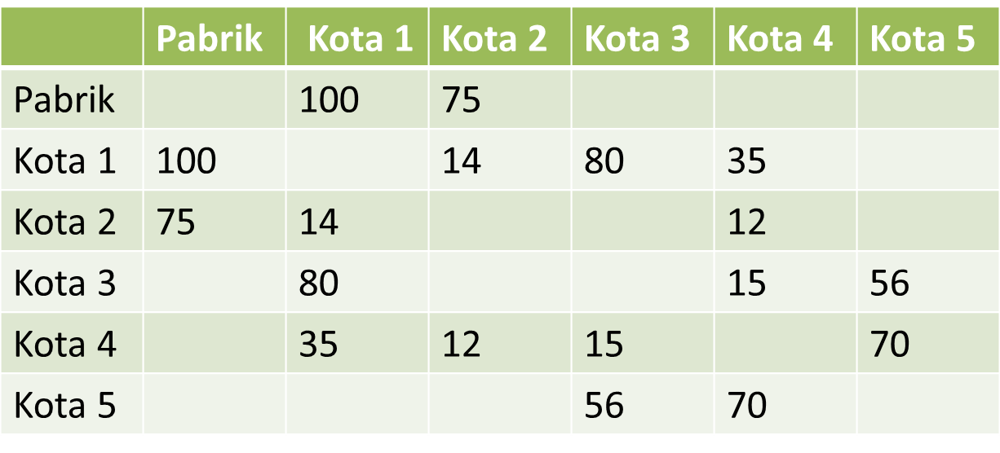 Pabrik Kota 1 Kota 2 Kota 3 Kota 4 Kota 5
Pabrik 100 75
Kota 1 100 14 80 35
Kota 2 75 14 12
Kota 3 80 15 56
Kota 4 35 12 15 70
Kota 5 56 70